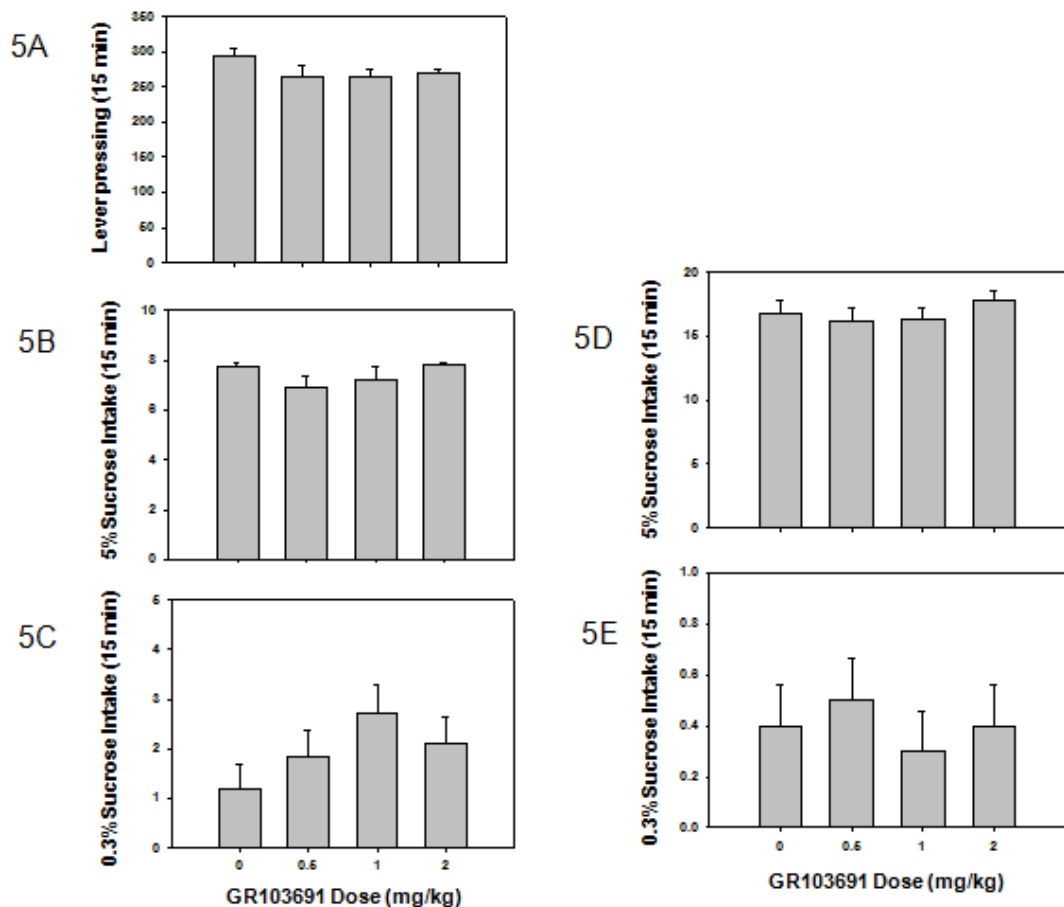 5A
Lever pressing (15 min)
350
300
250
200
150
100
50
0
5B
5% Sucrose Intake (15 min)
10
8
6
4
2
0
5C
0.3% Sucrose Intake (15 min)
5
4
3
2
1
0
0 0.5 1 2
GR103691 Dose (mg/kg)
5D
5% Sucrose Intake (15 min)
20
15
10
5
0
5E
0.3% Sucrose Intake (15 min)
1.0
0.8
0.6
0.4
0.2
0.0
0 0.5 1 2
GR103691 Dose (mg/kg)